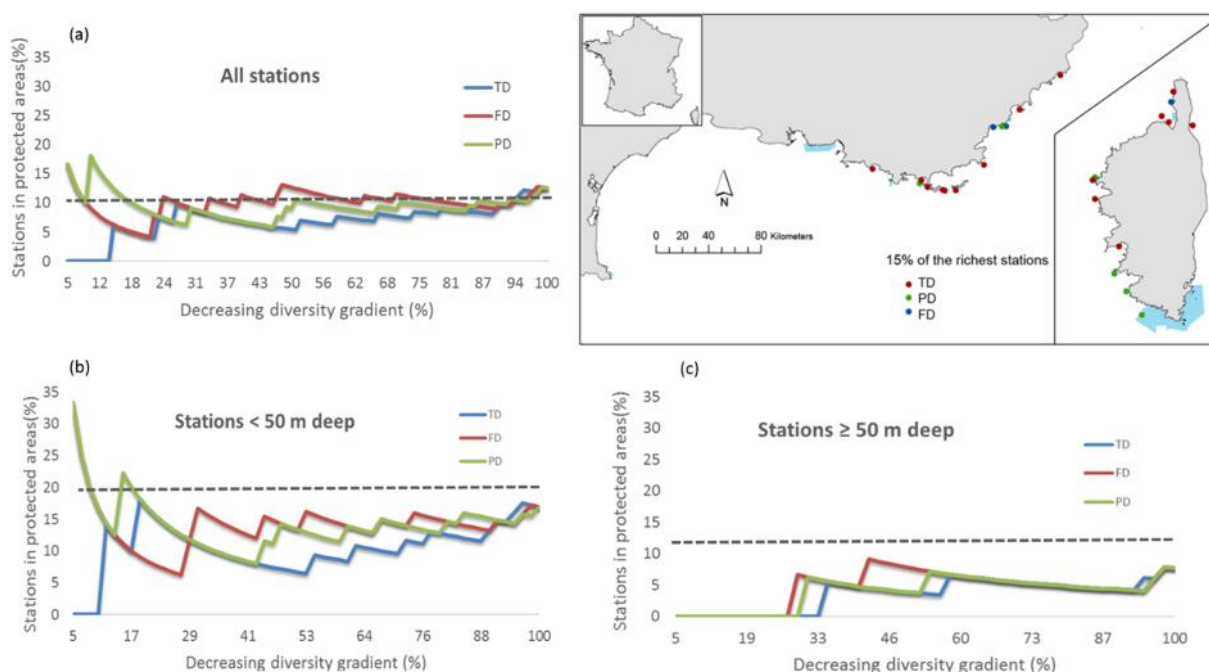 (a)
Stations in protected areas(%)
35
30
25
20
15
10
5
0
All stations
TD
FD
PD
5 12 18 24 31 37 43 49 56 62 68 75 81 87 94 100
Decreasing diversity gradient (%)
N
0 20 40 80 Kilometers
15% of the richest stations
TD
PD
FD
(b)
Stations in protected areas(%)
35
30
25
20
15
10
5
0
Stations < 50 m deep
TD
FD
PD
5 17 29 41 53 64 76 88 100
Decreasing diversity gradient (%)
(c)
Stations in protected areas(%)
35
30
25
20
15
10
5
0
Stations ≥ 50 m deep
TD
FD
PD
5 19 33 46 60 73 87 100
Decreasing diversity gradient (%)